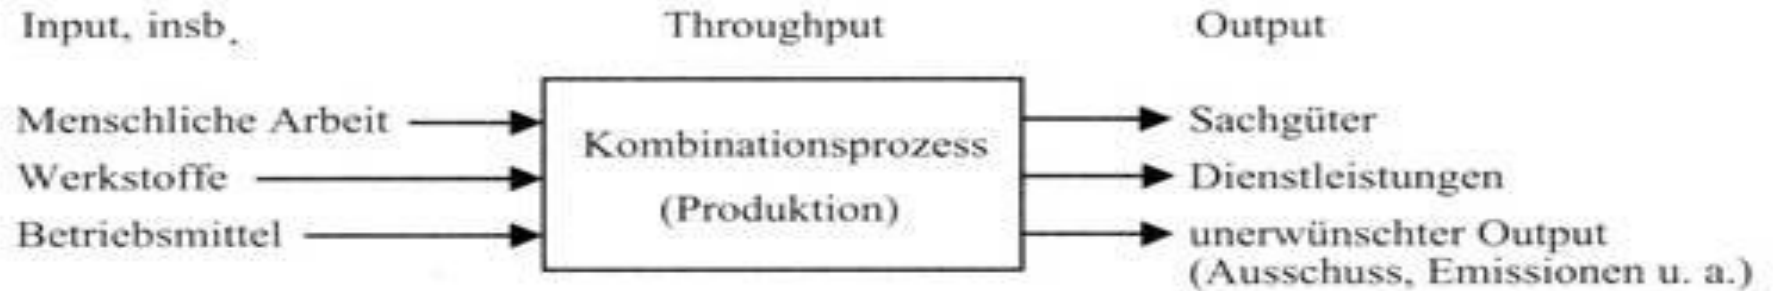 Input, insb.
Throughput
Output
Menschliche Arbeit
Werkstoffe
Betriebsmittel
Kombinationsprozess
(Produktion)
Sachgüter
Dienstleistungen
unerwünschter Output
(Ausschuss, Emissionen u. a.)